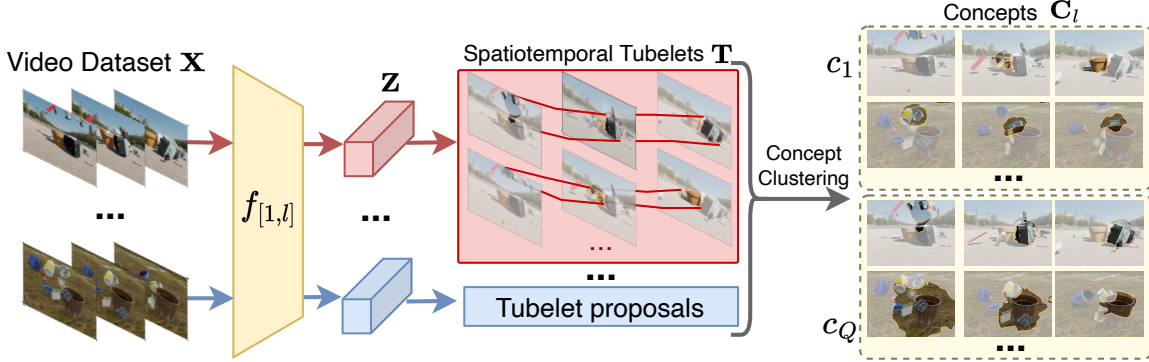 Video Dataset X
...
f[1,l]
Z
...
Spatiotemporal Tubelets T
...
...
Tubelet proposals
Concept
Clustering
Concepts Cl
c1
...
cQ
...